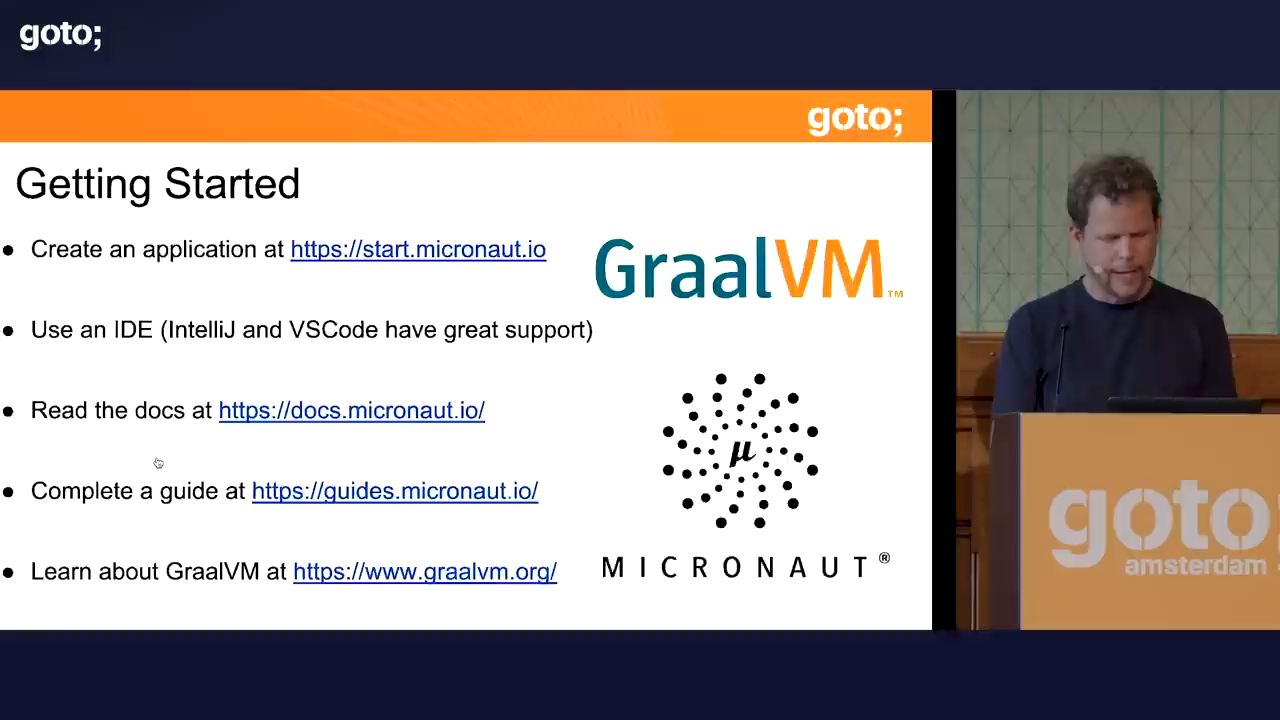 goto;
goto;
Getting Started
● Create an application at https://start.micronaut.io
● Use an IDE (IntelliJ and VSCode have great support)
● Read the docs at https://docs.micronaut.io/
● Complete a guide at https://guides.micronaut.io/
● Learn about GraalVM at https://www.graalvm.org/
GraalVM™
μ
MICRONAUT®
goto;
amsterdam